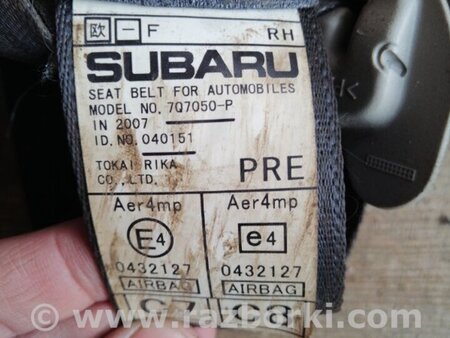 欧 一 F RH
SUBARU
SEAT BELT FOR AUTOMOBILES
MODEL NO. 7Q7050-P
IN 2007
ID.NO. 040151
TOKAI RIKA
CO.,LTD. PRE
Aer4mp Aer4mp
E4 e4
0432127 0432127
AIRBAG AIRBAG
www.razborki.com